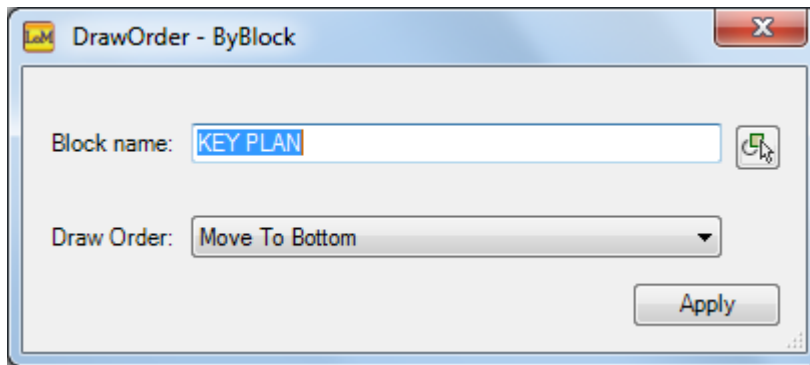 LaM DrawOrder - ByBlock
Block name: KEY PLAN
Draw Order: Move To Bottom
Apply